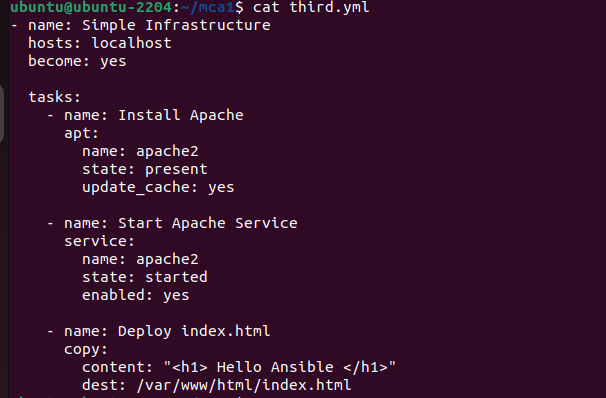 ubuntu@ubuntu-2204:~/mca1$ cat third.yml
- name: Simple Infrastructure
  hosts: localhost
  become: yes

  tasks:
    - name: Install Apache
      apt:
        name: apache2
        state: present
        update_cache: yes

    - name: Start Apache Service
      service:
        name: apache2
        state: started
        enabled: yes

    - name: Deploy index.html
      copy:
        content: "<h1> Hello Ansible </h1>"
        dest: /var/www/html/index.html